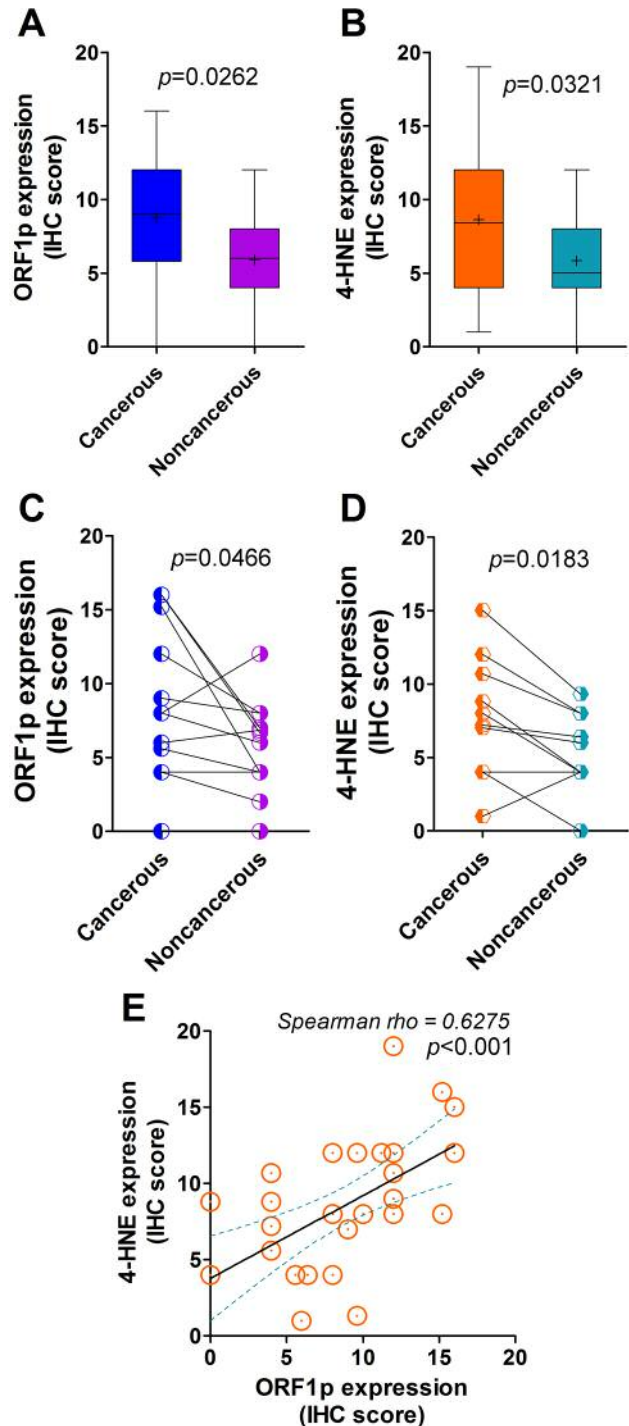 A
p=0.0262
ORF1p expression
(IHC score)
20
15
10
5
0
Cancerous
Noncancerous
B
p=0.0321
4-HNE expression
(IHC score)
20
15
10
5
0
Cancerous
Noncancerous
C
p=0.0466
ORF1p expression
(IHC score)
20
15
10
5
0
Cancerous
Noncancerous
D
p=0.0183
4-HNE expression
(IHC score)
20
15
10
5
0
Cancerous
Noncancerous
E
Spearman rho = 0.6275
p<0.001
4-HNE expression
(IHC score)
20
15
10
5
0
0 5 10 15 20
ORF1p expression
(IHC score)